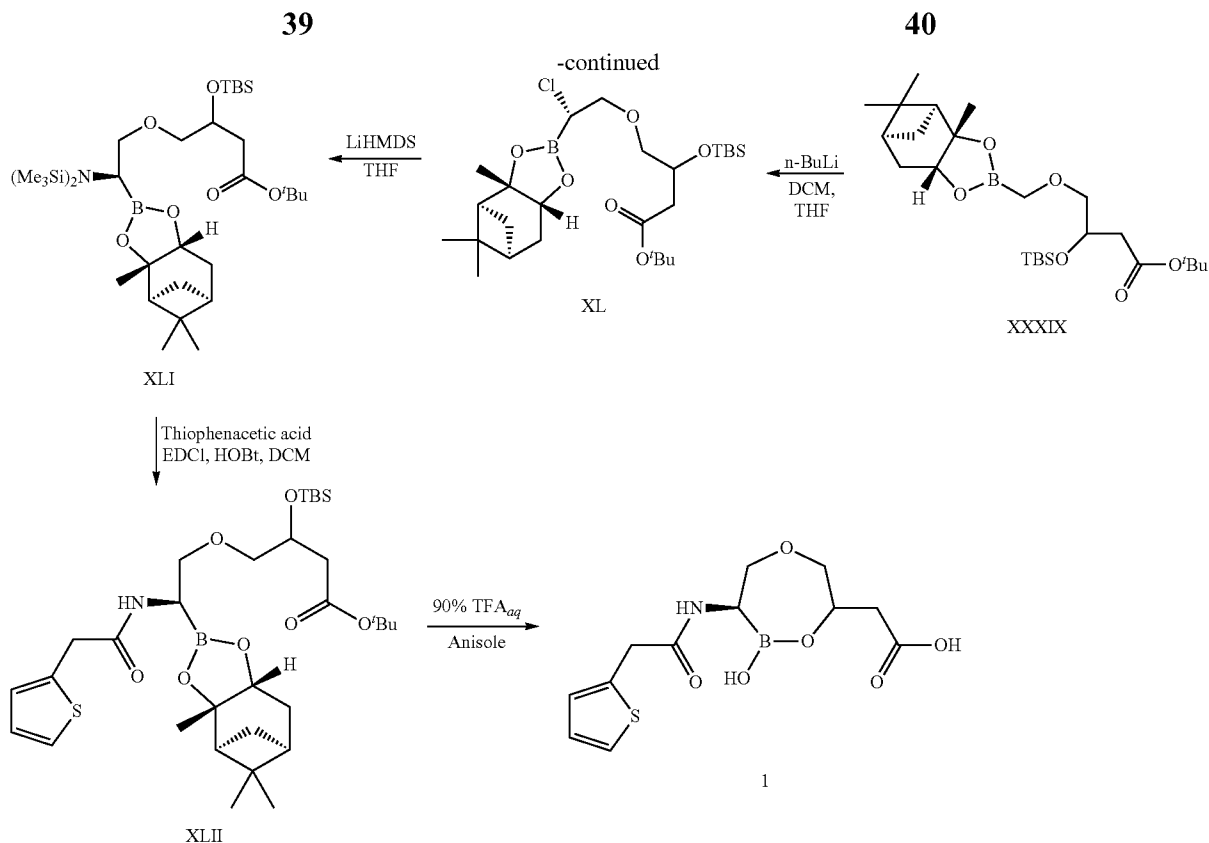 39
40
-continued
OTBS
O
(Me₃Si)₂N
O
OᵗBu
B
O
O
H
XLI
LiHMDS
THF
Cl
O
B
O
O
OTBS
O
H
OᵗBu
XL
n-BuLi
DCM,
THF
O
B
O
H
O
TBSO
OᵗBu
O
XXXIX
Thiophenacetic acid
EDCl, HOBt, DCM
OTBS
O
HN
O
OᵗBu
B
O
O
O
H
S
XLII
90% TFAaq
Anisole
O
HN
B
O
HO
O
OH
O
S
1